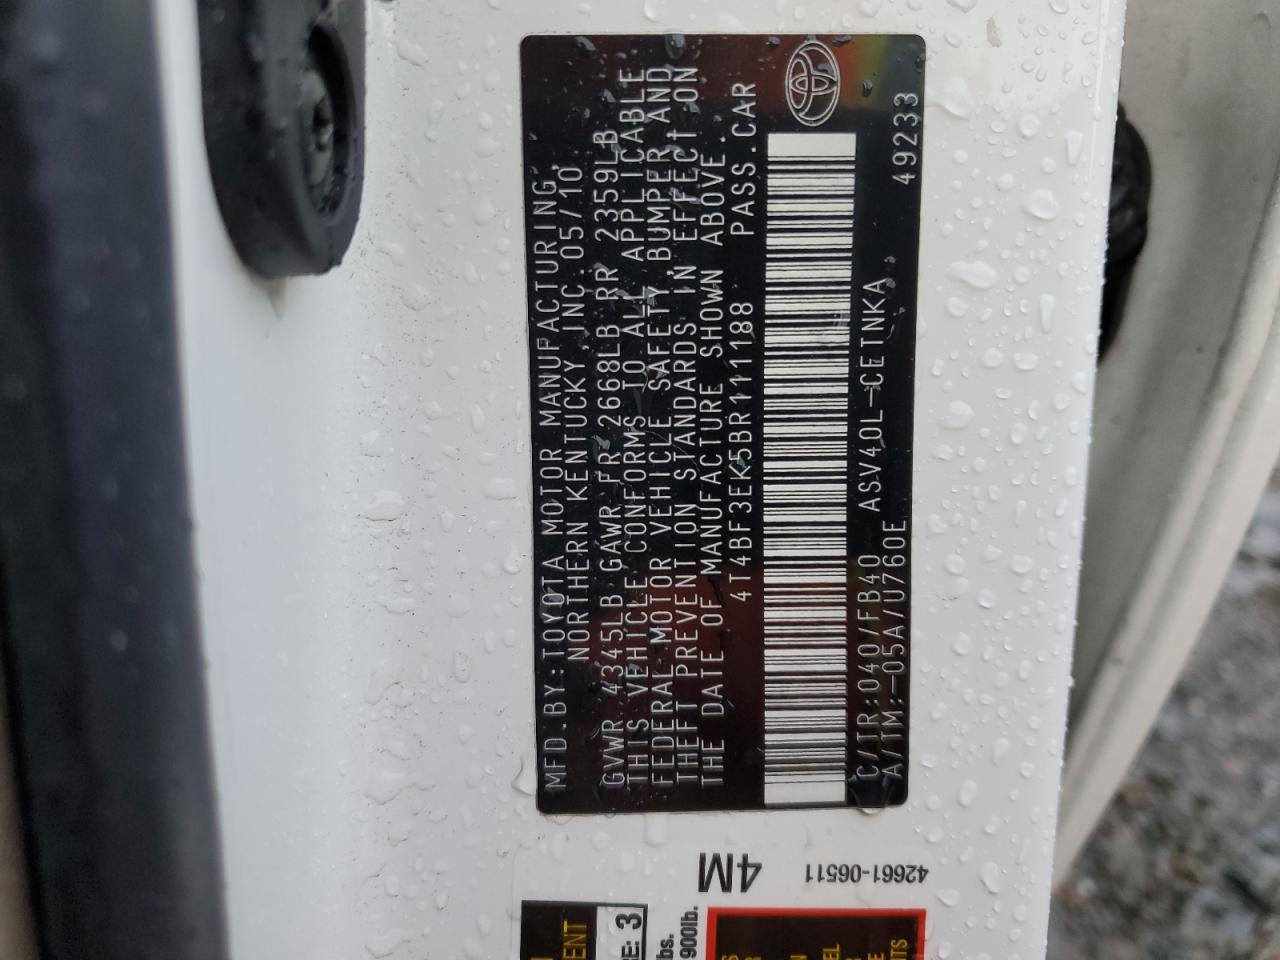 MFD.BY:TOYOTA MOTOR MANUFACTURING,
NORTHERN KENTUCKY,INC.05/10
GVWR 4345LB GAWR FR 2668LB RR 2359LB
THIS VEHICLE CONFORMS TO ALL APPLICABLE
FEDERAL MOTOR VEHICLE SAFETY,BUMPER AND
THEFT PREVENTION STANDARDS IN EFFECT ON
THE DATE OF MANUFACTURE SHOWN ABOVE.
4T4BF3EK5BR111188 PASS.CAR
C/TR:040/FB40 ASV40L-CETNKA 49233
A/TM:-05A/U760E
4M
42661-06511
3
900lb.